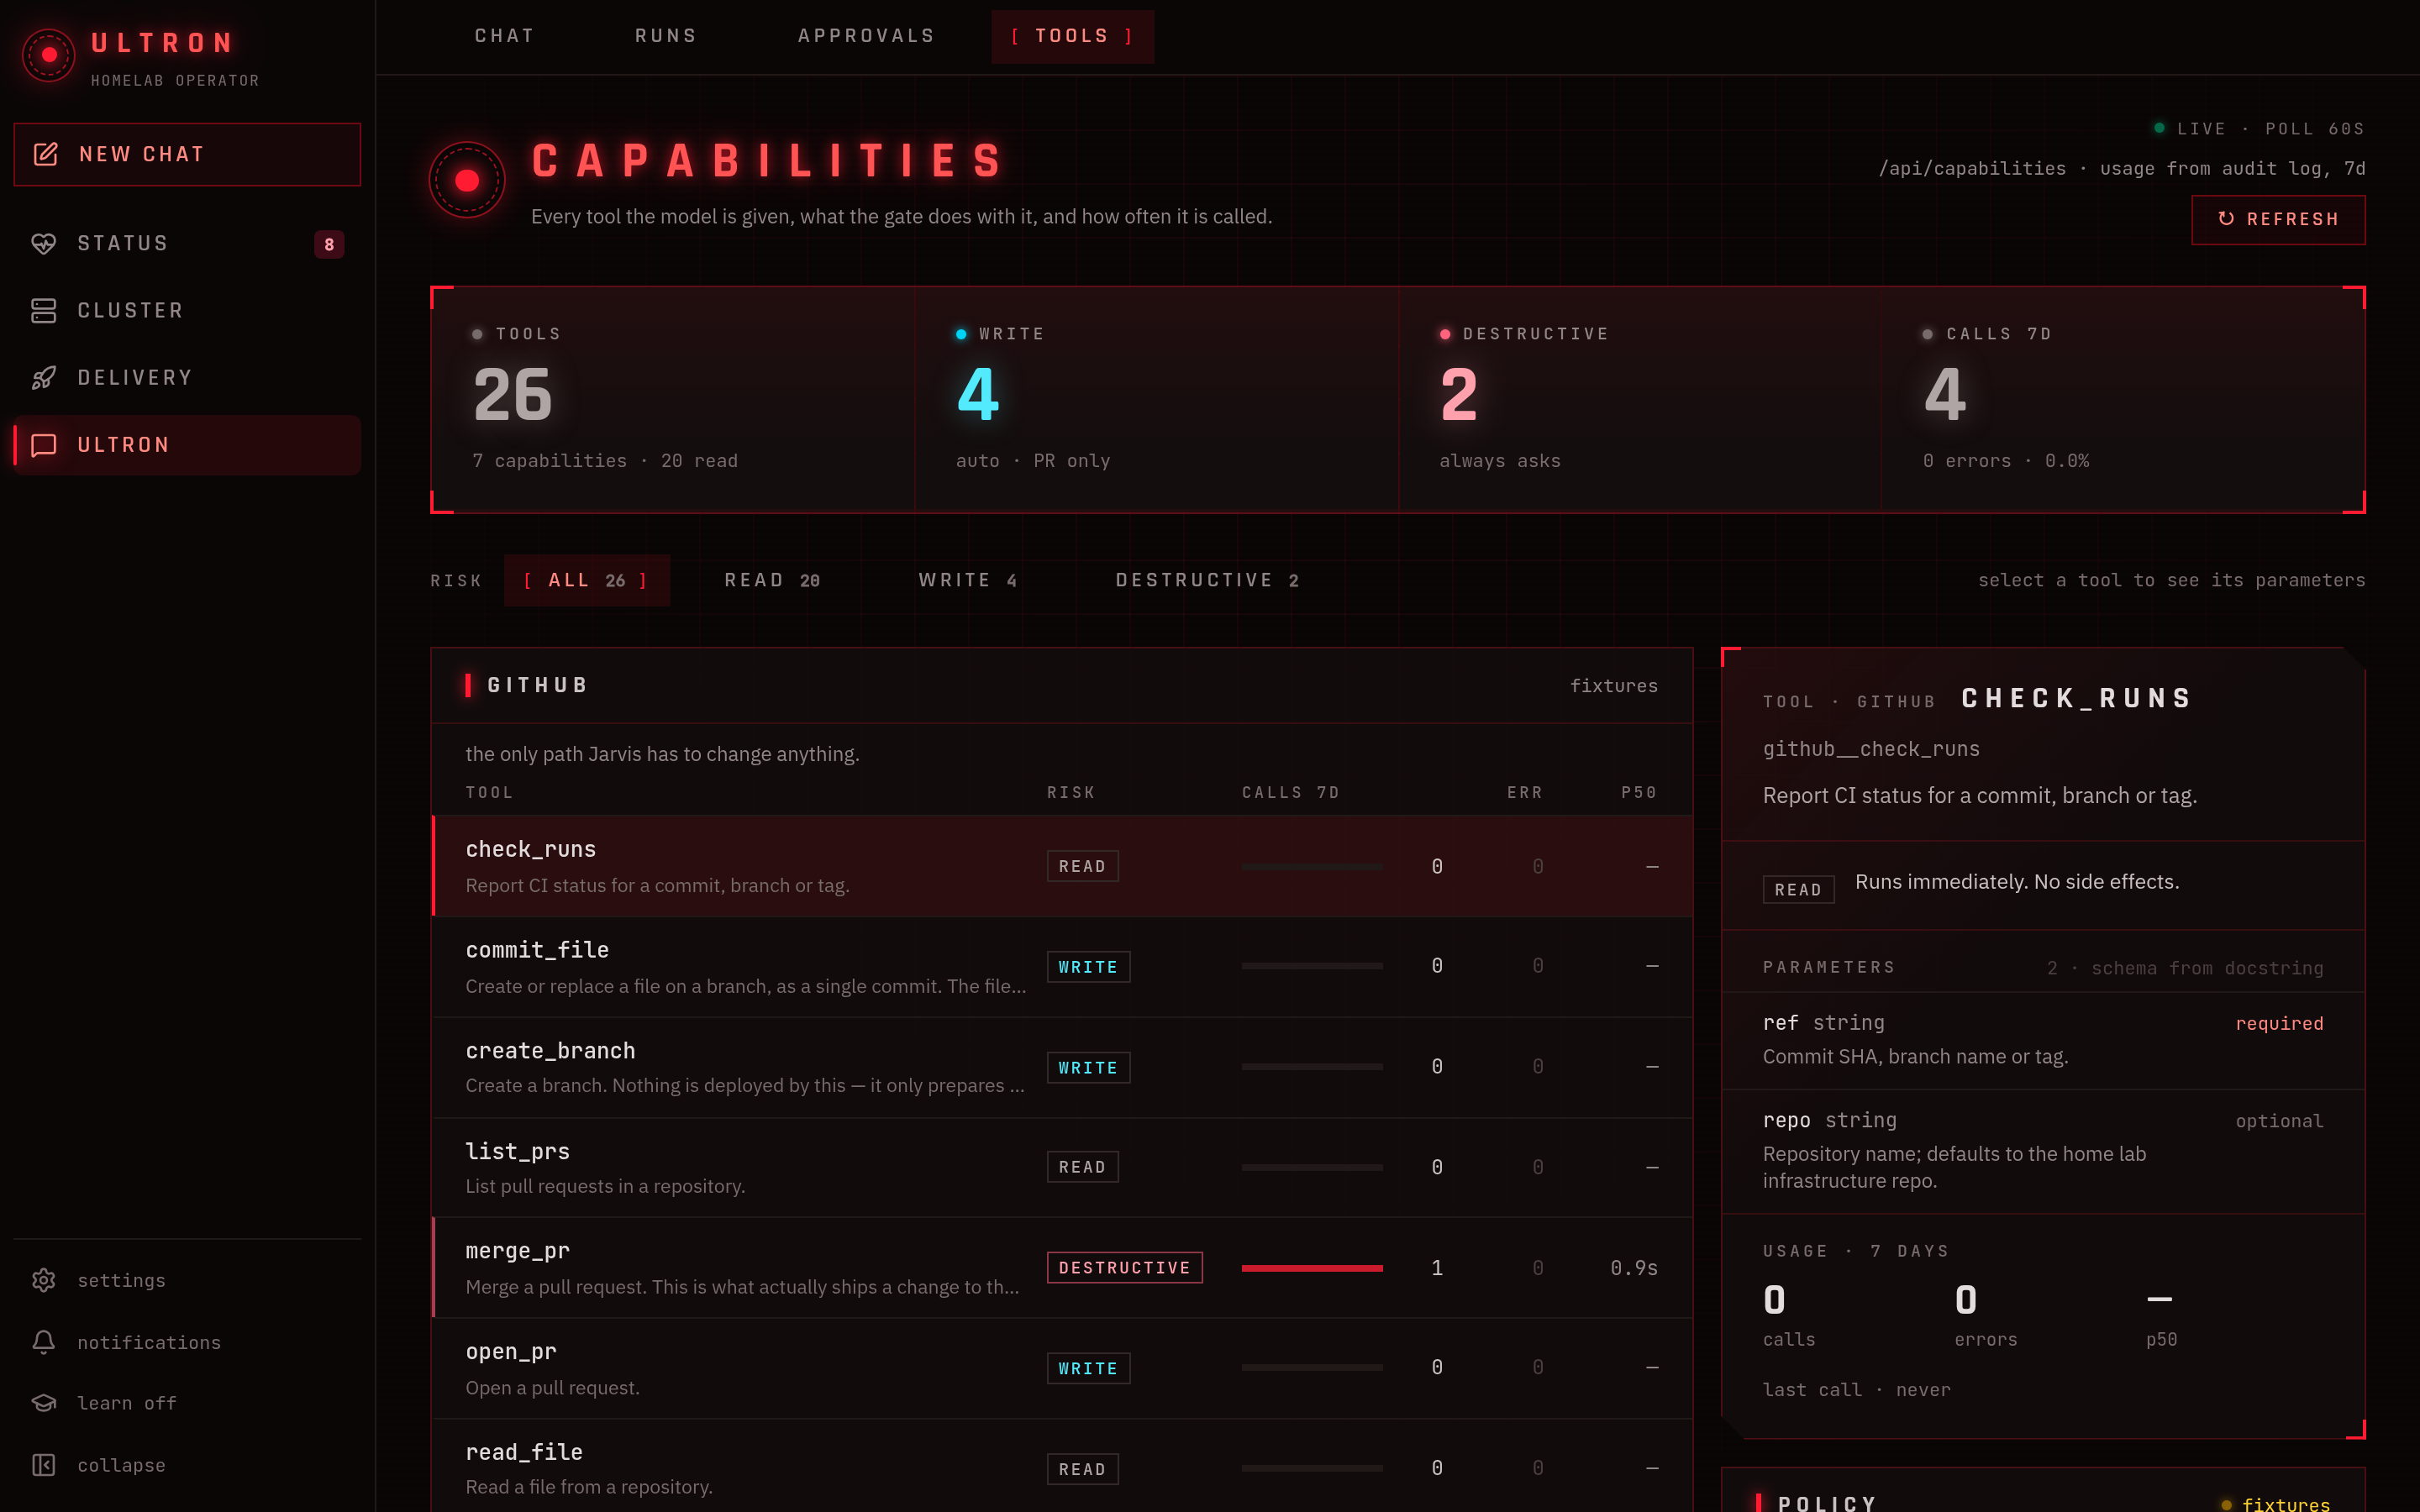 ULTRON
HOMELAB OPERATOR
NEW CHAT
STATUS 8
CLUSTER
DELIVERY
ULTRON
settings
notifications
learn off
collapse
CHAT RUNS APPROVALS [ TOOLS ]
CAPABILITIES
Every tool the model is given, what the gate does with it, and how often it is called.
LIVE · POLL 60S
/api/capabilities · usage from audit log, 7d
↻ REFRESH
TOOLS
26
7 capabilities · 20 read
WRITE
4
auto · PR only
DESTRUCTIVE
2
always asks
CALLS 7D
4
0 errors · 0.0%
RISK [ ALL 26 ] READ 20 WRITE 4 DESTRUCTIVE 2
select a tool to see its parameters
GITHUB fixtures
the only path Jarvis has to change anything.
TOOL RISK CALLS 7D ERR P50
check_runs
Report CI status for a commit, branch or tag.
READ 0 0 —
commit_file
Create or replace a file on a branch, as a single commit. The file…
WRITE 0 0 —
create_branch
Create a branch. Nothing is deployed by this — it only prepares …
WRITE 0 0 —
list_prs
List pull requests in a repository.
READ 0 0 —
merge_pr
Merge a pull request. This is what actually ships a change to th…
DESTRUCTIVE 1 0 0.9s
open_pr
Open a pull request.
WRITE 0 0 —
read_file
Read a file from a repository.
READ 0 0 —
TOOL · GITHUB CHECK_RUNS
github__check_runs
Report CI status for a commit, branch or tag.
READ Runs immediately. No side effects.
PARAMETERS 2 · schema from docstring
ref string required
Commit SHA, branch name or tag.
repo string optional
Repository name; defaults to the home lab
infrastructure repo.
USAGE · 7 DAYS
0 0 —
calls errors p50
last call · never
POLICY fixtures